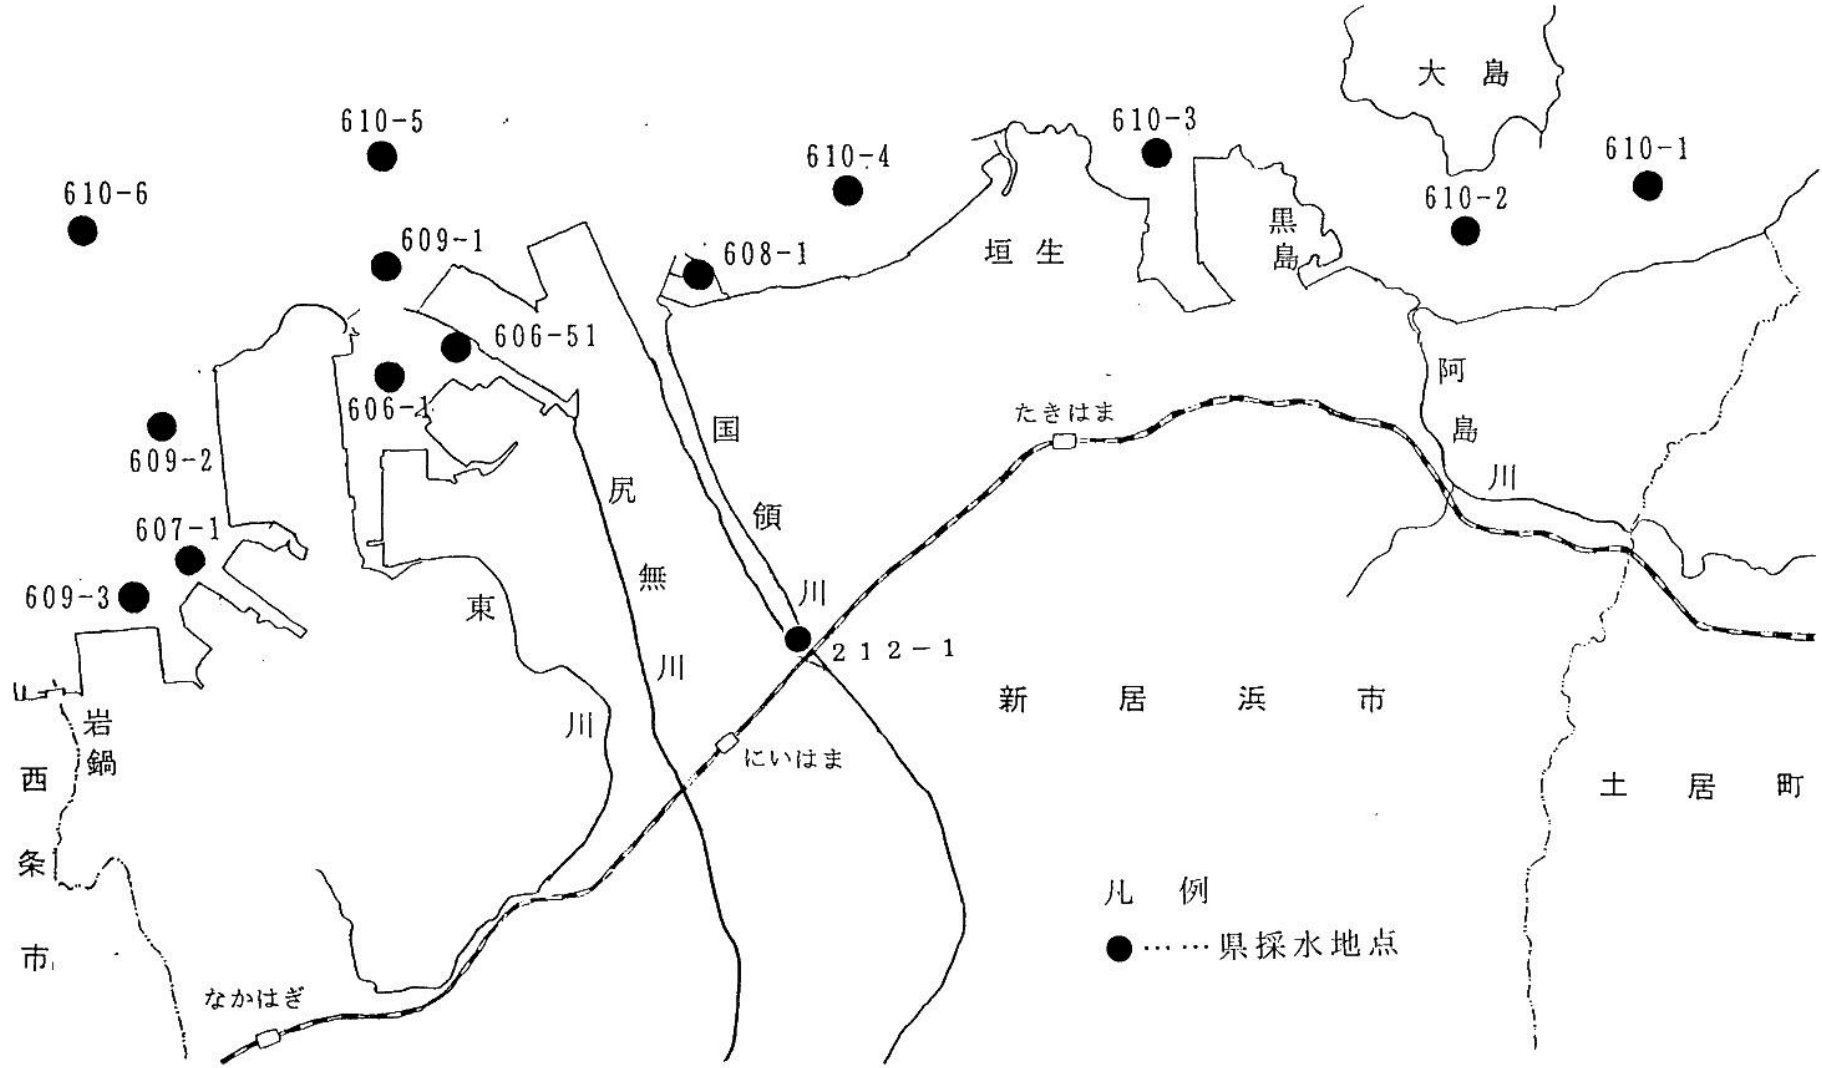 大島
610-5
610-3
610-4
610-1
610-6
610-2
609-1
608-1
垣生
黒島
606-51
606-1
阿島川
たきはま
国領川
609-2
尻無川
607-1
609-3
東川
212-1
新居浜市
岩鍋
にいはま
西条市
土居町
凡例
●……県採水地点
なかはぎ